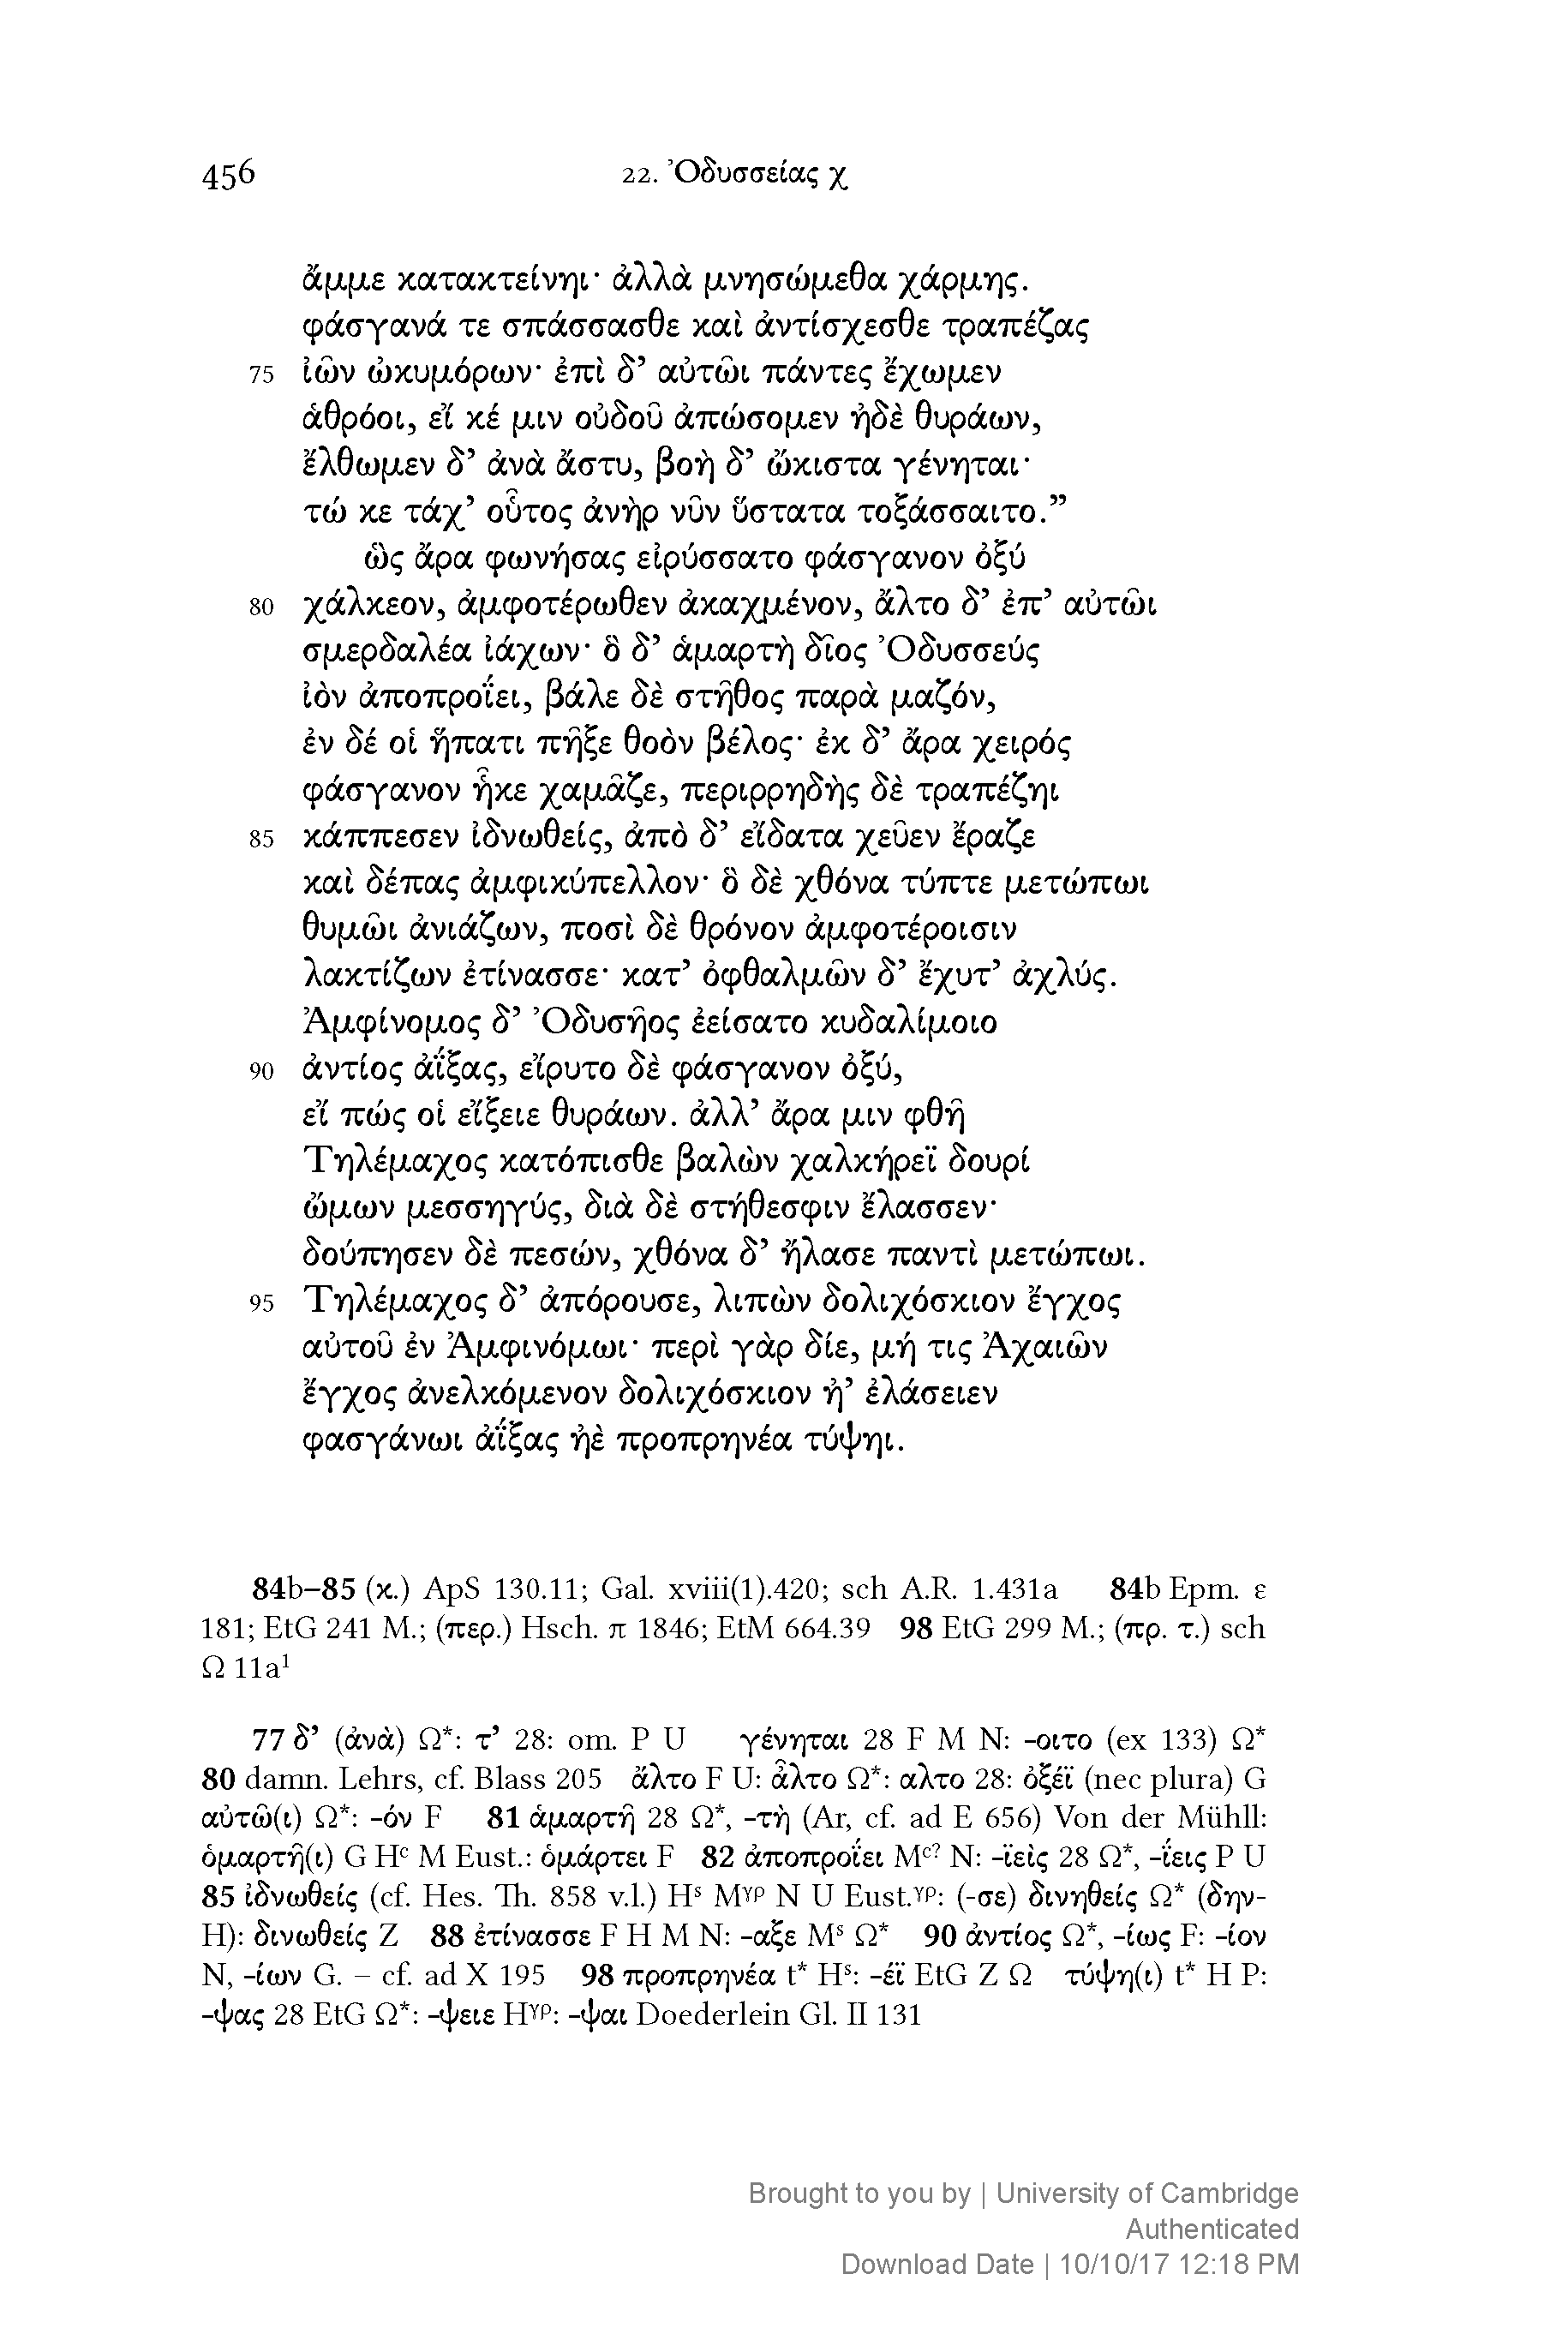 456
22. Ὀδυσσείας χ
ἄμμε κατακτείνηι· ἀλλὰ μνησώμεθα χάρμης.
φάσγανά τε σπάσσασθε καὶ ἀντίσχεσθε τραπέζας
75 ἰῶν ὠκυμόρων· ἐπὶ δ’ αὐτῶι πάντες ἔχωμεν
ἁθρόοι, εἴ κέ μιν οὐδοῦ ἀπώσομεν ἠδὲ θυράων,
ἔλθωμεν δ’ ἀνὰ ἄστυ, βοὴ δ’ ὤκιστα γένηται·
τώ κε τάχ’ οὗτος ἀνὴρ νῦν ὕστατα τοξάσσαιτο.”
ὣς ἄρα φωνήσας εἰρύσσατο φάσγανον ὀξύ
80 χάλκεον, ἀμφοτέρωθεν ἀκαχμένον, ἄλτο δ’ ἐπ’ αὐτῶι
σμερδαλέα ἰάχων· ὃ δ’ ἁμαρτὴ δῖος Ὀδυσσεύς
ἰὸν ἀποπροΐει, βάλε δὲ στῆθος παρὰ μαζόν,
ἐν δέ οἱ ἥπατι πῆξε θοὸν βέλος· ἐκ δ’ ἄρα χειρός
φάσγανον ἧκε χαμᾶζε, περιρρηδὴς δὲ τραπέζηι
85 κάππεσεν ἰδνωθείς, ἀπὸ δ’ εἴδατα χεῦεν ἔραζε
καὶ δέπας ἀμφικύπελλον· ὃ δὲ χθόνα τύπτε μετώπωι
θυμῶι ἀνιάζων, ποσὶ δὲ θρόνον ἀμφοτέροισιν
λακτίζων ἐτίνασσε· κατ’ ὀφθαλμῶν δ’ ἔχυτ’ ἀχλύς.
Ἀμφίνομος δ’ Ὀδυσῆος ἐείσατο κυδαλίμοιο
90 ἀντίος ἀΐξας, εἴρυτο δὲ φάσγανον ὀξύ,
εἴ πώς οἱ εἴξειε θυράων. ἀλλ’ ἄρα μιν φθῆ
Τηλέμαχος κατόπισθε βαλὼν χαλκήρεϊ δουρί
ὤμων μεσσηγύς, διὰ δὲ στήθεσφιν ἔλασσεν·
δούπησεν δὲ πεσών, χθόνα δ’ ἤλασε παντὶ μετώπωι.
95 Τηλέμαχος δ’ ἀπόρουσε, λιπὼν δολιχόσκιον ἔγχος
αὐτοῦ ἐν Ἀμφινόμωι· περὶ γὰρ δίε, μή τις Ἀχαιῶν
ἔγχος ἀνελκόμενον δολιχόσκιον ἠ’ ἐλάσειεν
φασγάνωι ἀΐξας ἠὲ προπρηνέα τύψηι.
84b–85 (κ.) ApS 130.11; Gal. xviii(1).420; sch A.R. 1.431a 84b Epm. ε
181; EtG 241 M.; (περ.) Hsch. π 1846; EtM 664.39 98 EtG 299 M.; (πρ. τ.) sch
Ω 11a¹
77 δ’ (ἀνὰ) Ω*: τ’ 28: om. P U γένηται 28 F M N: -οιτο (ex 133) Ω*
80 damn. Lehrs, cf. Blass 205 ἄλτο F U: ἆλτο Ω*: αλτο 28: ὀξέϊ (nec plura) G
αὐτῶ(ι) Ω*: -όν F 81 ἁμαρτῆ 28 Ω*, -τὴ (Ar, cf. ad E 656) Von der Mühll:
ὁμαρτῆ(ι) G Hᶜ M Eust.: ὁμάρτει F 82 ἀποπροΐει Mᶜ? N: -ϊεὶς 28 Ω*, -ΐεις P U
85 ἰδνωθείς (cf. Hes. Th. 858 v.l.) Hˢ Mᵞᴾ N U Eust.ᵞᴾ: (-σε) δινηθείς Ω* (δην-
H): δινωθείς Z 88 ἐτίνασσε F H M N: -αξε Mˢ Ω* 90 ἀντίος Ω*, -ίως F: -ίον
N, -ίων G. – cf. ad X 195 98 προπρηνέα t* Hˢ: -έϊ EtG Z Ω τύψη(ι) t* H P:
-ψας 28 EtG Ω*: -ψειε Hᵞᴾ: -ψαι Doederlein Gl. II 131
Brought to you by | University of Cambridge
Authenticated
Download Date | 10/10/17 12:18 PM